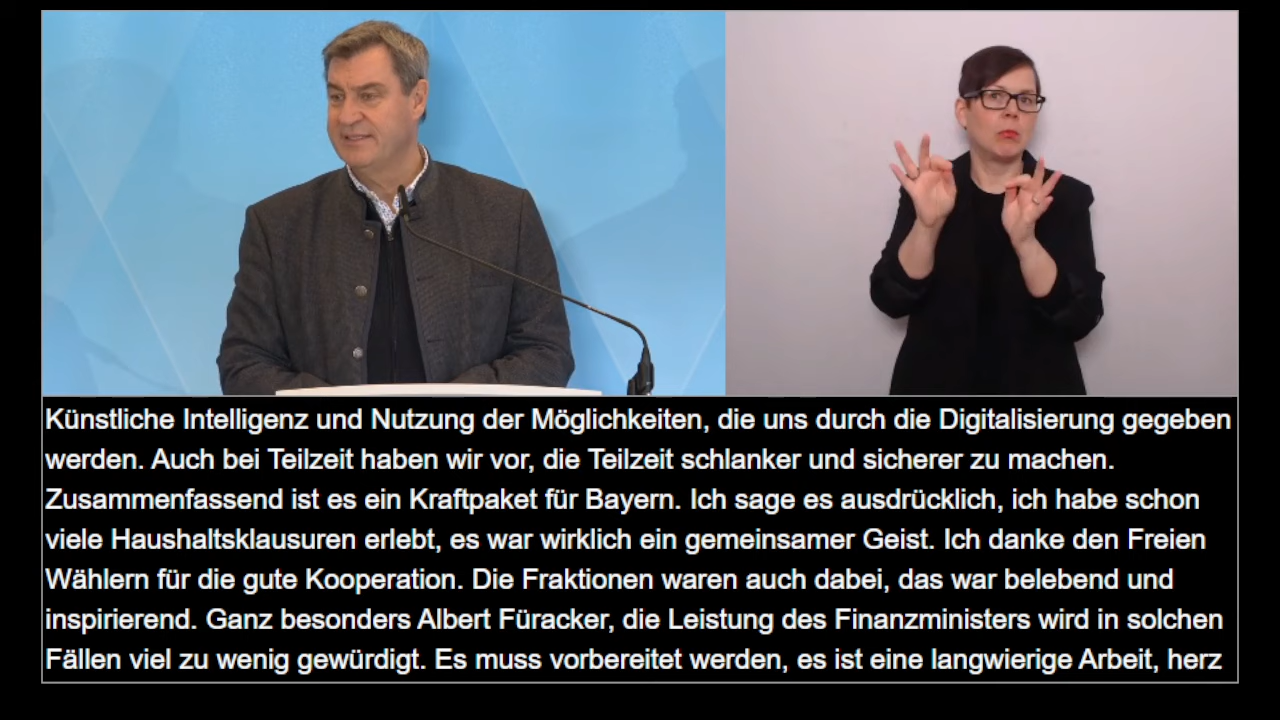 Künstliche Intelligenz und Nutzung der Möglichkeiten, die uns durch die Digitalisierung gegeben
werden. Auch bei Teilzeit haben wir vor, die Teilzeit schlanker und sicherer zu machen.
Zusammenfassend ist es ein Kraftpaket für Bayern. Ich sage es ausdrücklich, ich habe schon
viele Haushaltsklausuren erlebt, es war wirklich ein gemeinsamer Geist. Ich danke den Freien
Wählern für die gute Kooperation. Die Fraktionen waren auch dabei, das war belebend und
inspirierend. Ganz besonders Albert Füracker, die Leistung des Finanzministers wird in solchen
Fällen viel zu wenig gewürdigt. Es muss vorbereitet werden, es ist eine langwierige Arbeit, herz